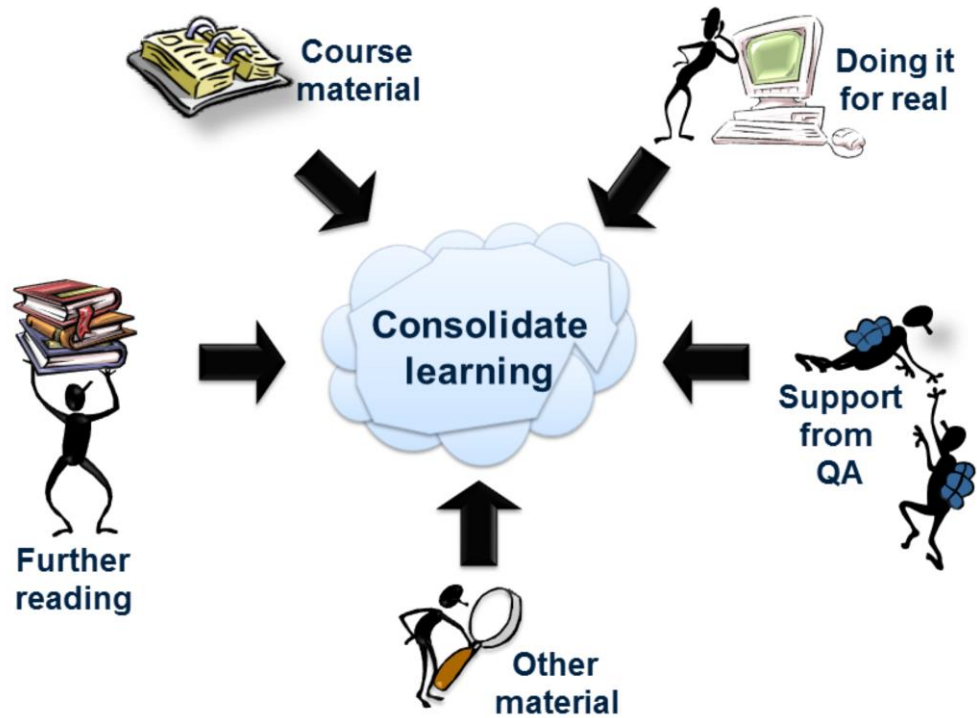 Course
material
Doing it
for real
Consolidate
learning
Support
from
QA
Further
reading
Other
material